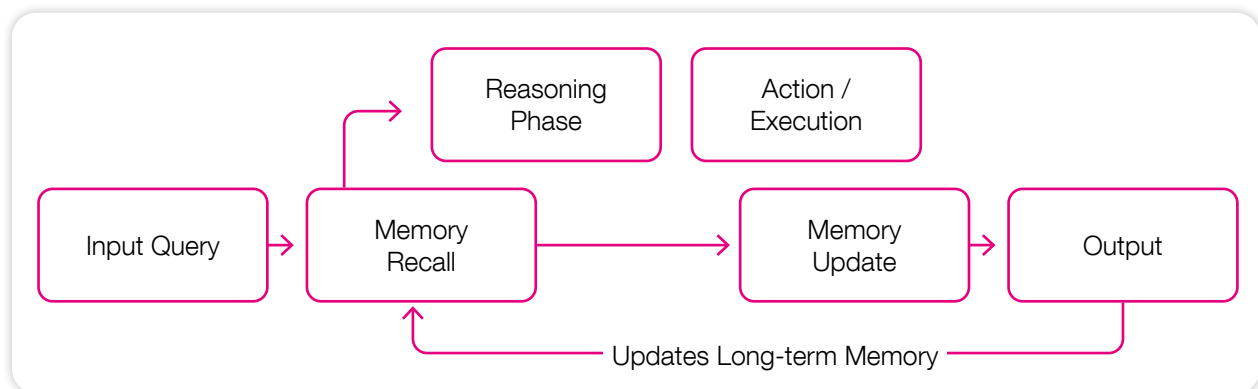 Reasoning
Phase
Action /
Execution
Input Query
Memory
Recall
Memory
Update
Output
Updates Long-term Memory